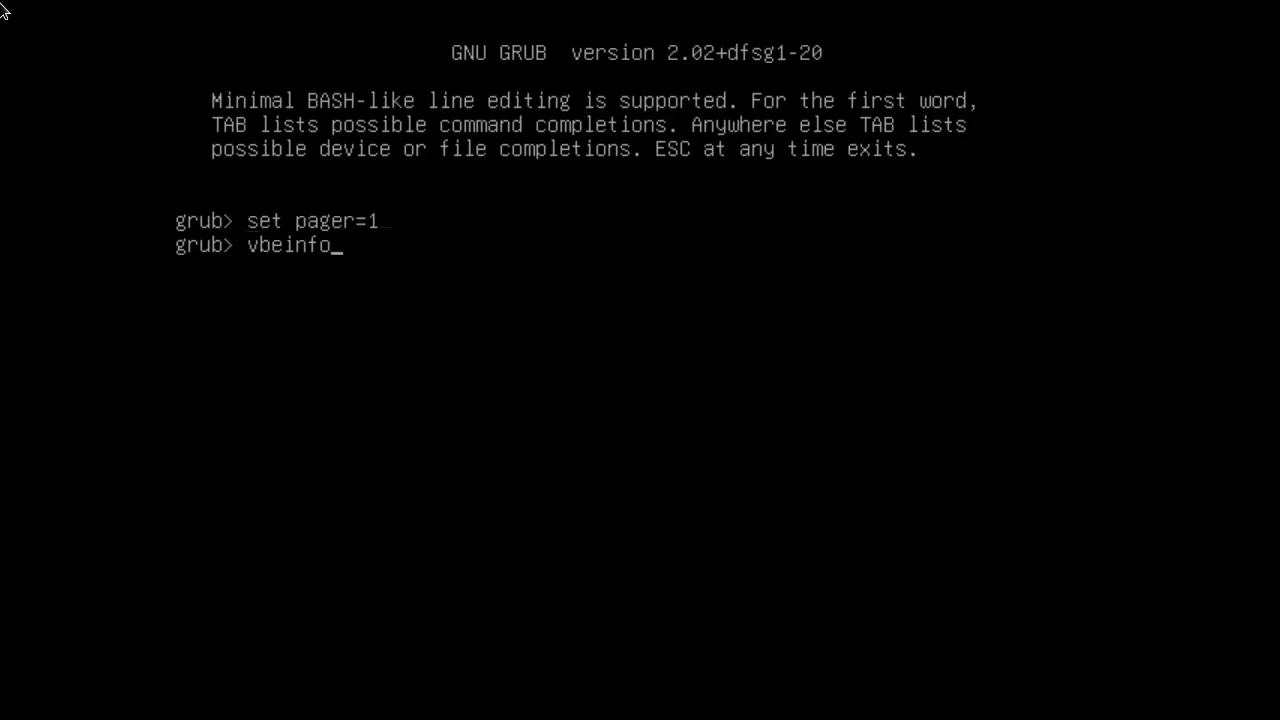 GNU GRUB  version 2.02+dfsg1-20
Minimal BASH-like line editing is supported. For the first word,
TAB lists possible command completions. Anywhere else TAB lists
possible device or file completions. ESC at any time exits.
grub> set pager=1
grub> vbeinfo_